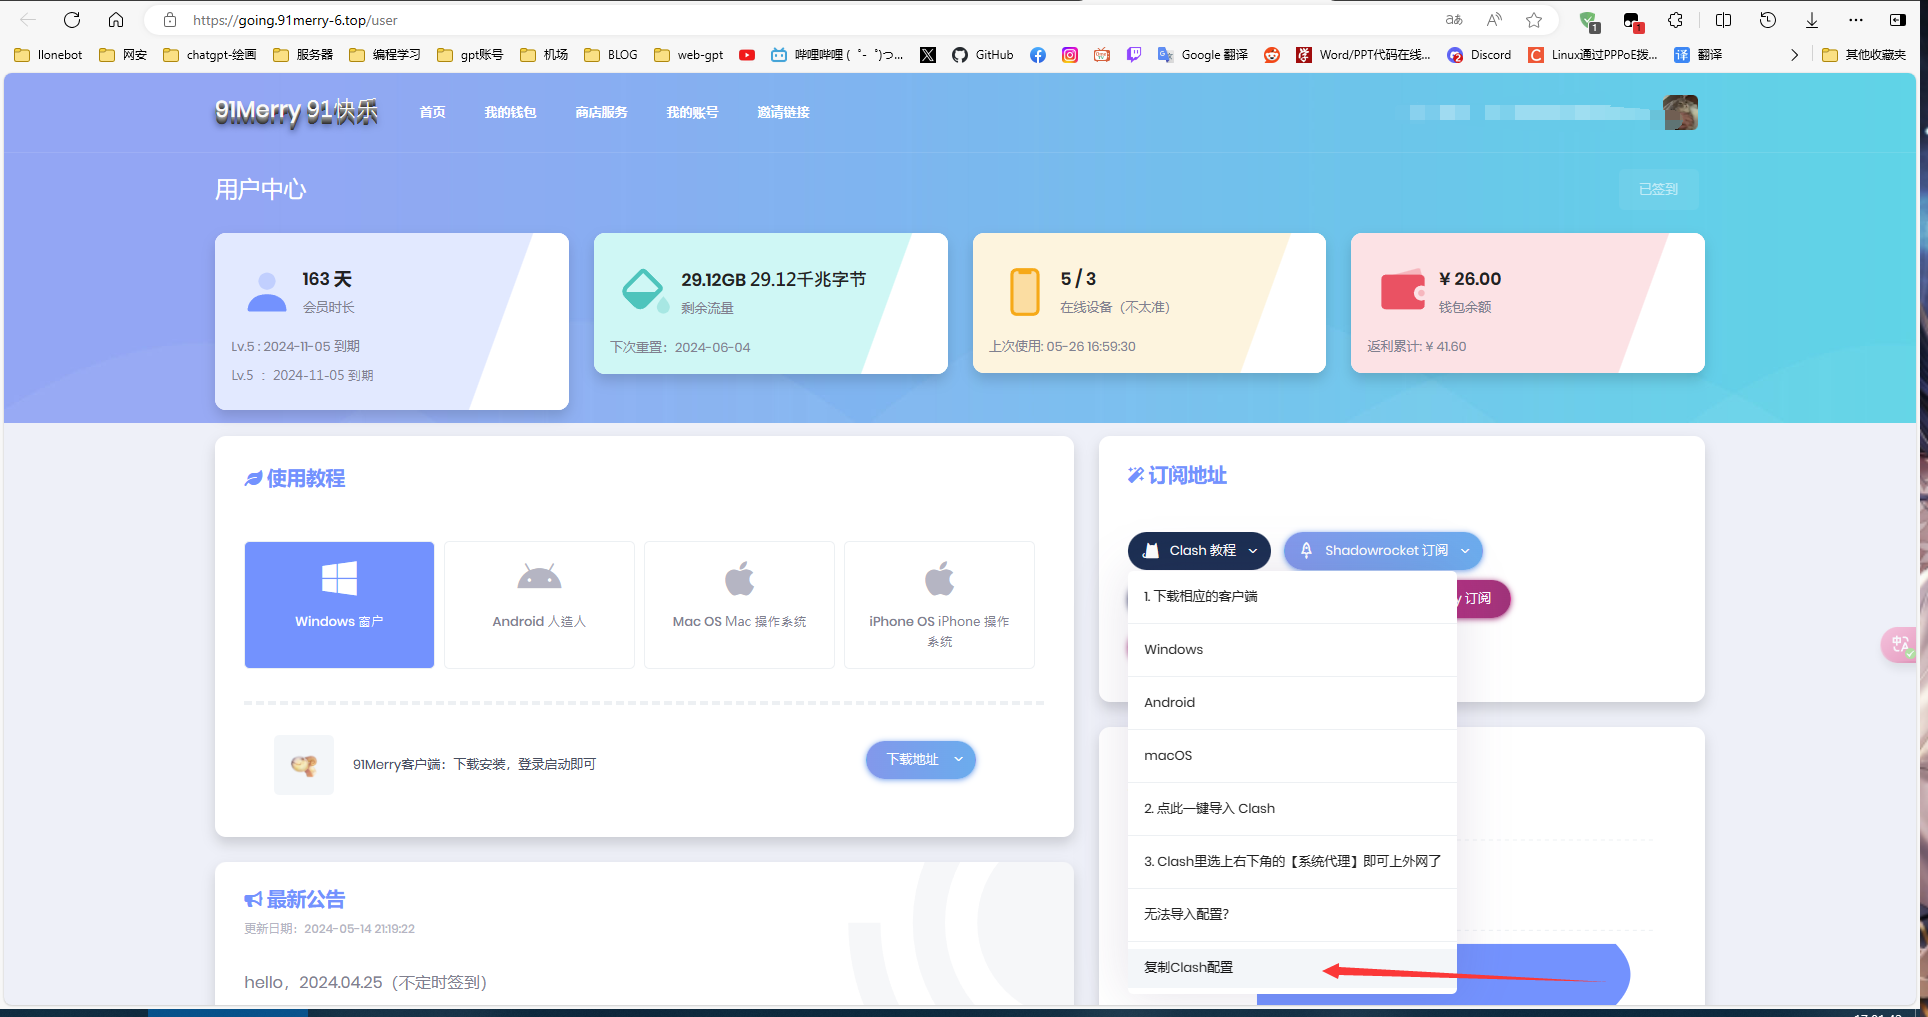 https://going.91merry-6.top/user
llonebot 网安 chatgpt-绘画 服务器 编程学习 gpt账号 机场 BLOG web-gpt 哔哩哔哩 ( ゜- ゜)つ... GitHub Google 翻译 Word/PPT代码在线... Discord Linux通过PPPoE拨... 翻译 其他收藏夹
91Merry 91快乐 首页 我的钱包 商店服务 我的账号 邀请链接
用户中心
已签到
163 天
会员时长
Lv.5 : 2024-11-05 到期
Lv.5 ： 2024-11-05 到期
29.12GB 29.12千兆字节
剩余流量
下次重置：2024-06-04
5 / 3
在线设备（不太准）
上次使用: 05-26 16:59:30
¥ 26.00
钱包余额
返利累计: ¥ 41.60
使用教程
Windows 窗户
Android 人造人
Mac OS Mac 操作系统
iPhone OS iPhone 操作
系统
91Merry客户端：下载安装，登录启动即可
下载地址
最新公告
更新日期：2024-05-14 21:19:22
hello，2024.04.25（不定时签到）
订阅地址
Clash 教程
Shadowrocket 订阅
y 订阅
1. 下载相应的客户端
Windows
Android
macOS
2. 点此一键导入 Clash
3. Clash里选上右下角的【系统代理】即可上外网了
无法导入配置?
复制Clash配置